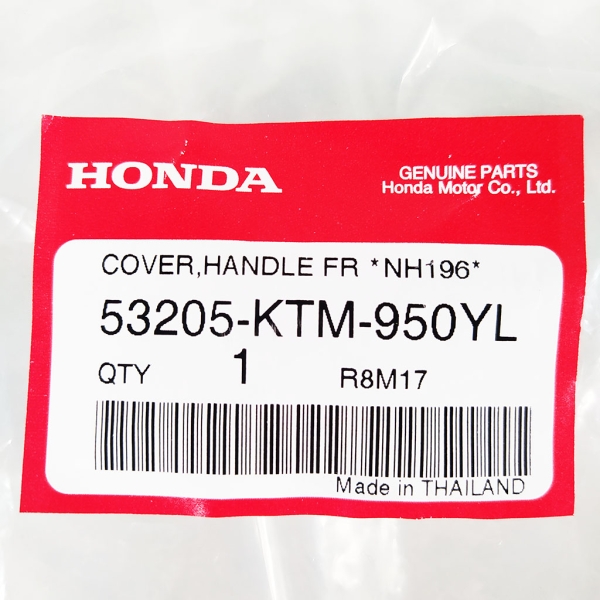 HONDA
GENUINE PARTS
Honda Motor Co., Ltd.
COVER,HANDLE FR *NH196*
53205-KTM-950YL
QTY 1 R8M17
Made in THAILAND